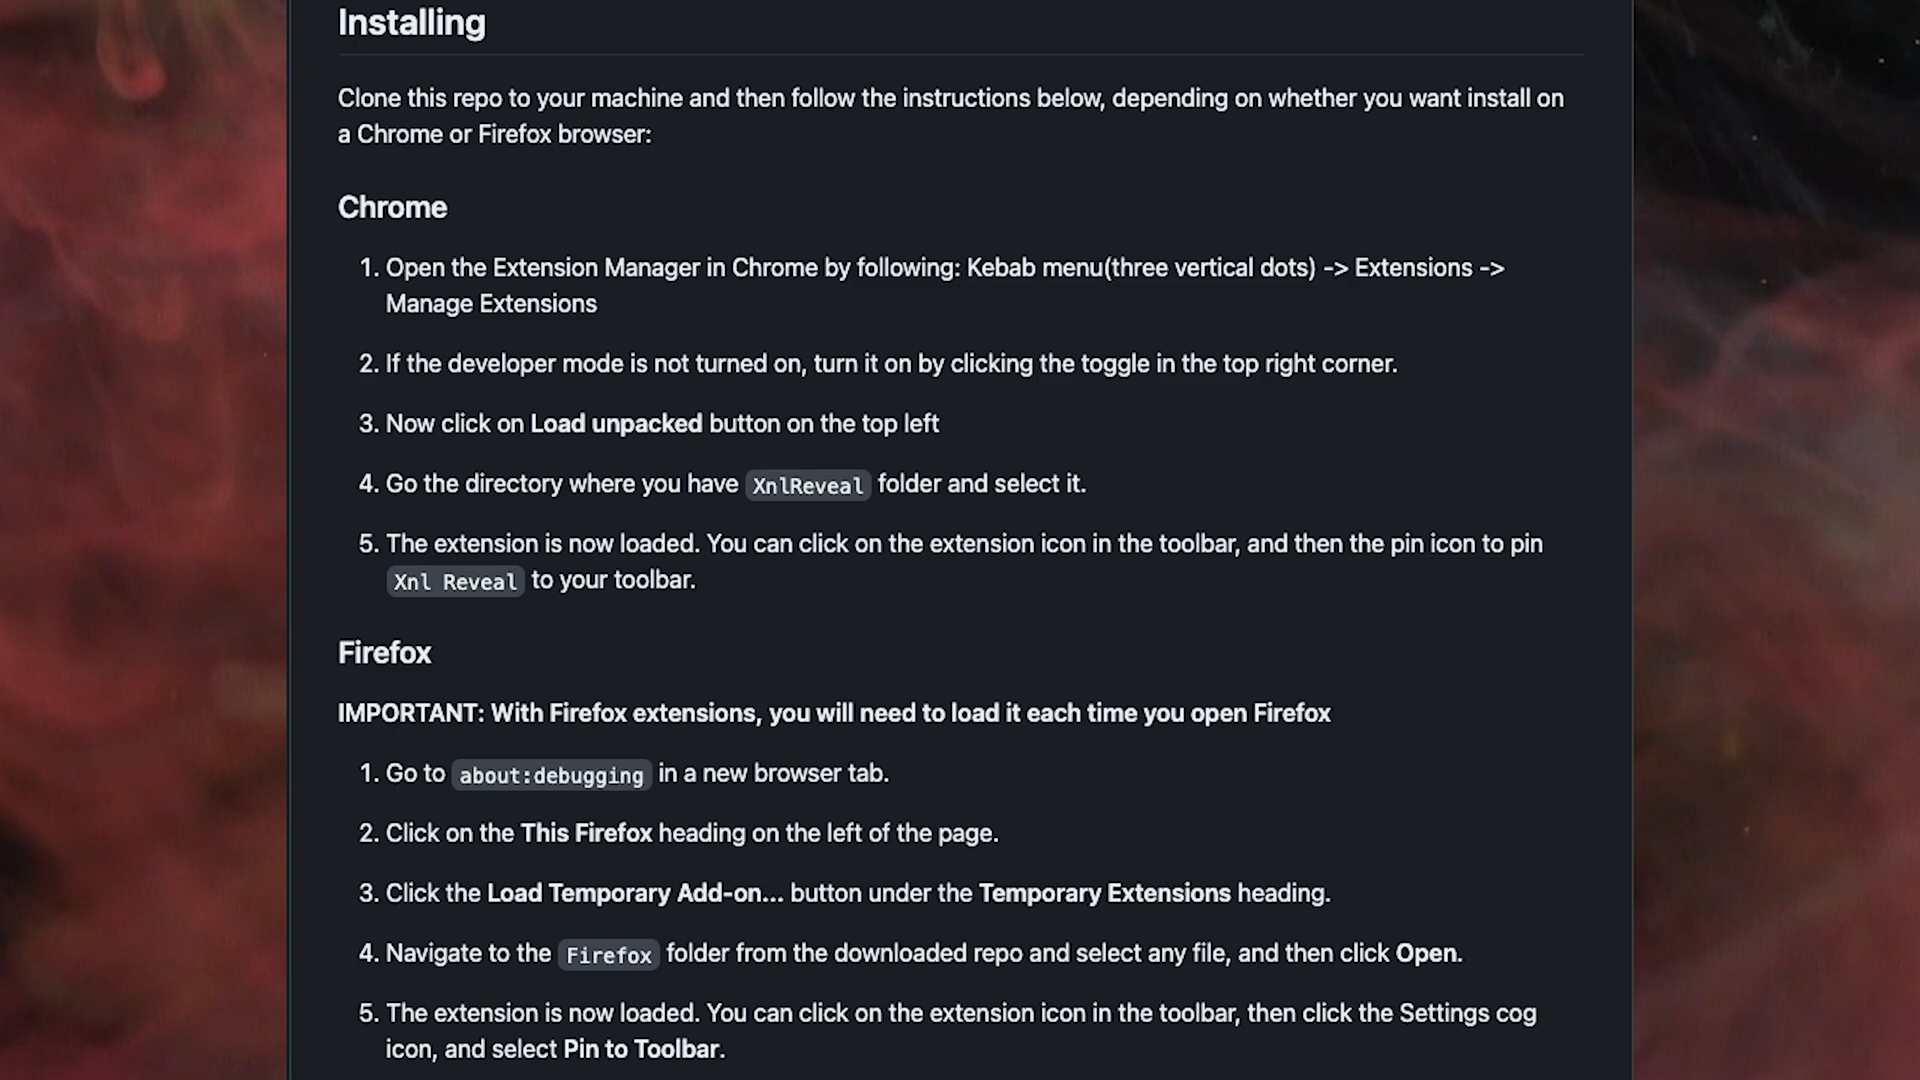 Installing
Clone this repo to your machine and then follow the instructions below, depending on whether you want install on
a Chrome or Firefox browser:
Chrome
1. Open the Extension Manager in Chrome by following: Kebab menu(three vertical dots) -> Extensions ->
Manage Extensions
2. If the developer mode is not turned on, turn it on by clicking the toggle in the top right corner.
3. Now click on Load unpacked button on the top left
4. Go the directory where you have XnlReveal folder and select it.
5. The extension is now loaded. You can click on the extension icon in the toolbar, and then the pin icon to pin
Xnl Reveal to your toolbar.
Firefox
IMPORTANT: With Firefox extensions, you will need to load it each time you open Firefox
1. Go to about:debugging in a new browser tab.
2. Click on the This Firefox heading on the left of the page.
3. Click the Load Temporary Add-on... button under the Temporary Extensions heading.
4. Navigate to the Firefox folder from the downloaded repo and select any file, and then click Open.
5. The extension is now loaded. You can click on the extension icon in the toolbar, then click the Settings cog
icon, and select Pin to Toolbar.